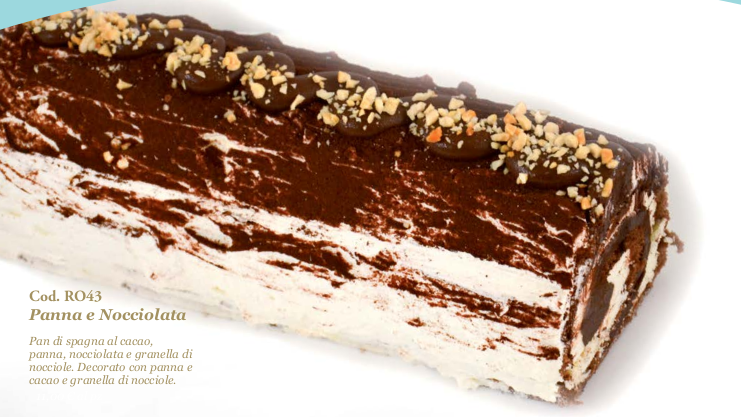 Cod. RO43
Panna e Nocciolata
Pan di spagna al cacao,
panna, nocciolata e granella di
nocciole. Decorato con panna e
cacao e granella di nocciole.